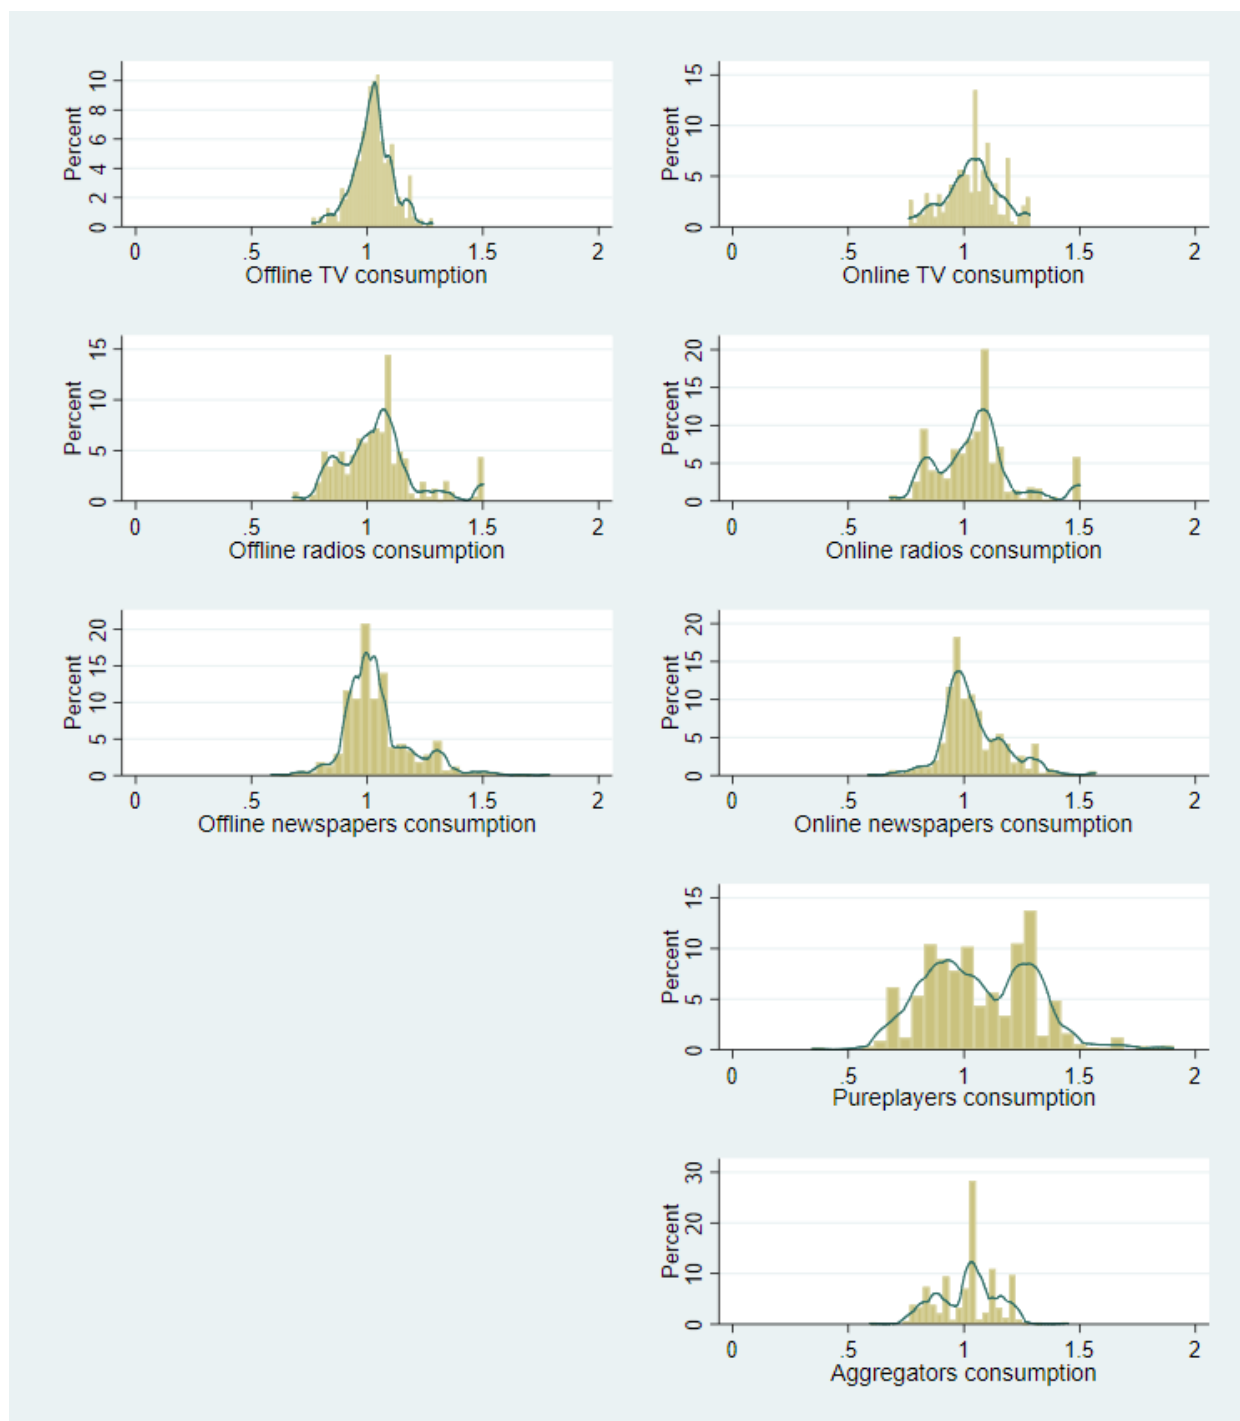 Percent
0 2 4 6 8 10
0 .5 1 1.5 2
Offline TV consumption
Percent
0 5 10 15
0 .5 1 1.5 2
Online TV consumption
Percent
0 5 10 15
0 .5 1 1.5 2
Offline radios consumption
Percent
0 5 10 15 20
0 .5 1 1.5 2
Online radios consumption
Percent
0 5 10 15 20
0 .5 1 1.5 2
Offline newspapers consumption
Percent
0 5 10 15 20
0 .5 1 1.5 2
Online newspapers consumption
Percent
0 5 10 15
0 .5 1 1.5 2
Pureplayers consumption
Percent
0 10 20 30
0 .5 1 1.5 2
Aggregators consumption